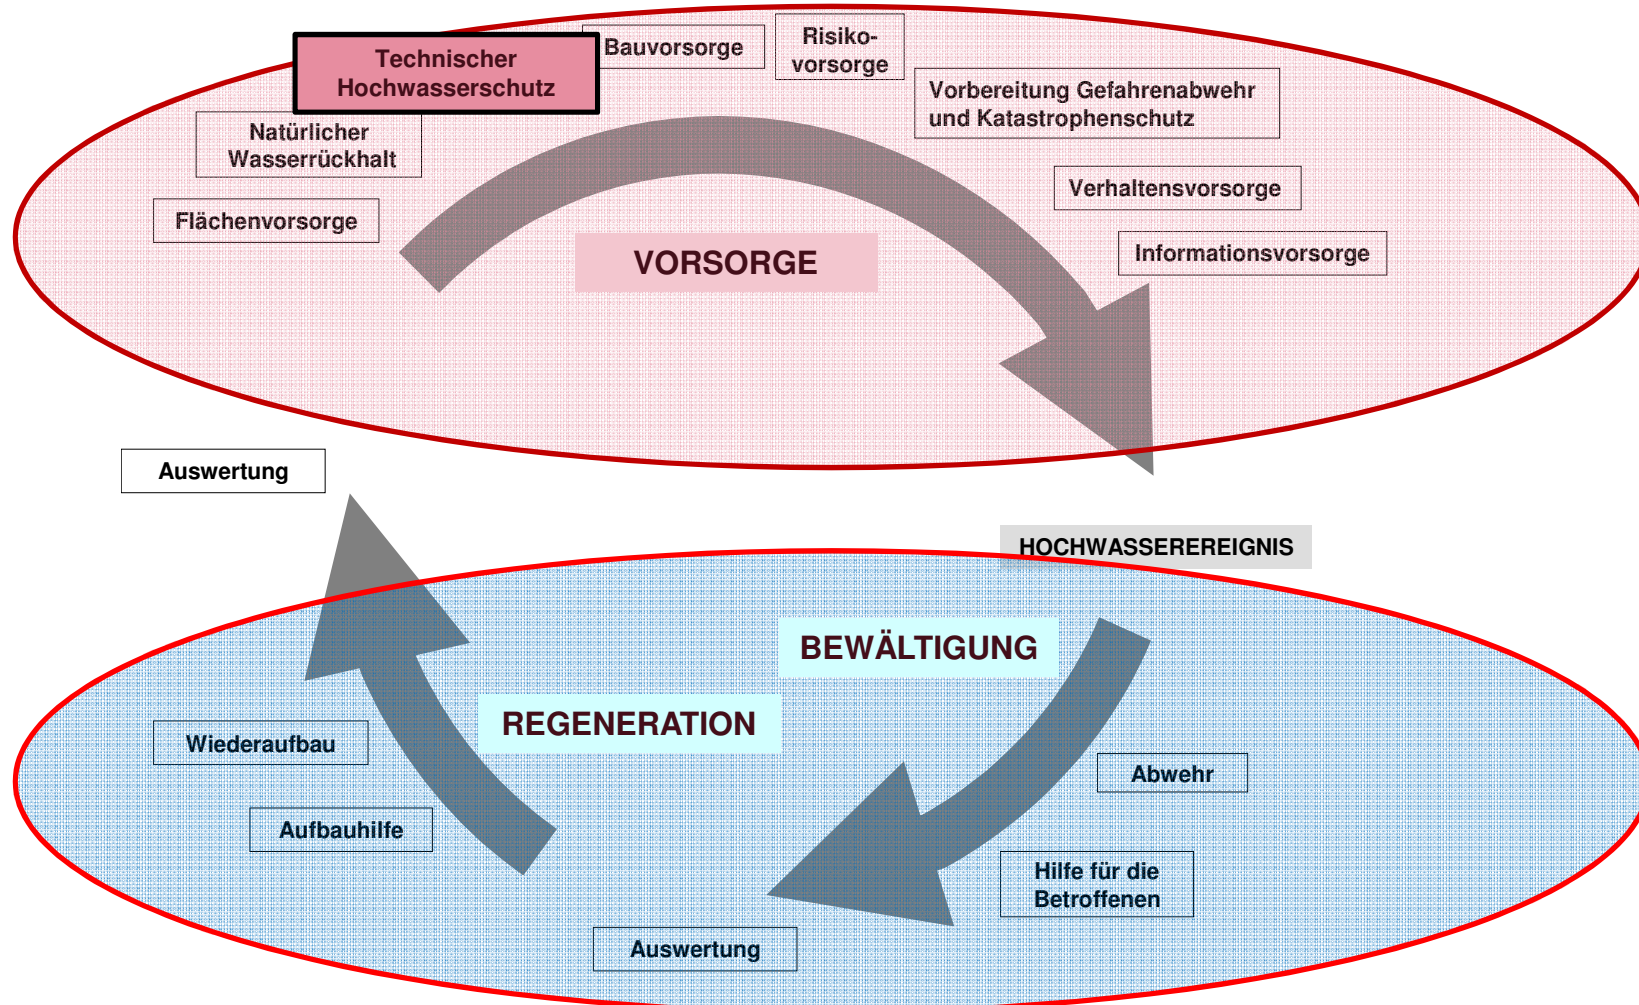 Technischer
Hochwasserschutz
Bauvorsorge
Risiko-
vorsorge
Vorbereitung Gefahrenabwehr
und Katastrophenschutz
Natürlicher
Wasserrückhalt
Verhaltensvorsorge
Flächenvorsorge
Informationsvorsorge
VORSORGE
Auswertung
HOCHWASSEREREIGNIS
BEWÄLTIGUNG
REGENERATION
Wiederaufbau
Abwehr
Aufbauhilfe
Hilfe für die
Betroffenen
Auswertung